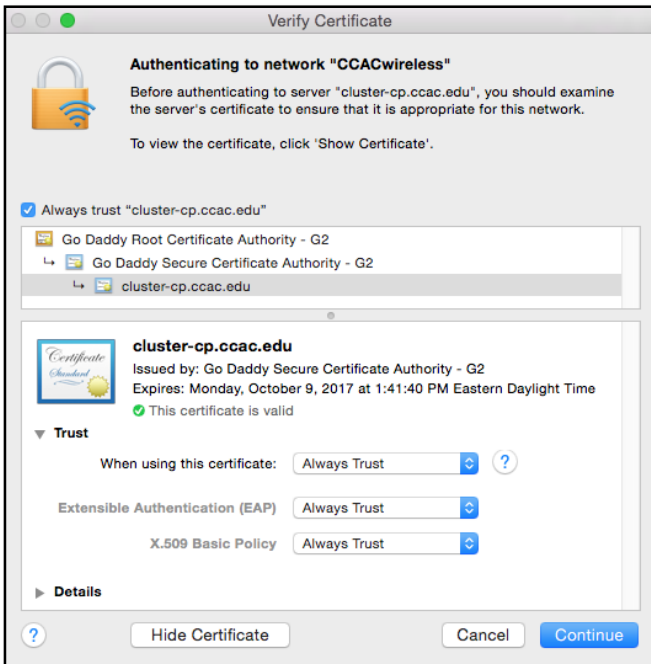 Verify Certificate
Authenticating to network "CCACwireless"
Before authenticating to server "cluster-cp.ccac.edu", you should examine
the server's certificate to ensure that it is appropriate for this network.
To view the certificate, click 'Show Certificate'.
Always trust “cluster-cp.ccac.edu”
Go Daddy Root Certificate Authority - G2
Go Daddy Secure Certificate Authority - G2
cluster-cp.ccac.edu
Certificate
Standard
cluster-cp.ccac.edu
Issued by: Go Daddy Secure Certificate Authority - G2
Expires: Monday, October 9, 2017 at 1:41:40 PM Eastern Daylight Time
This certificate is valid
Trust
When using this certificate: Always Trust ?
Extensible Authentication (EAP) Always Trust
X.509 Basic Policy Always Trust
Details
? Hide Certificate Cancel Continue